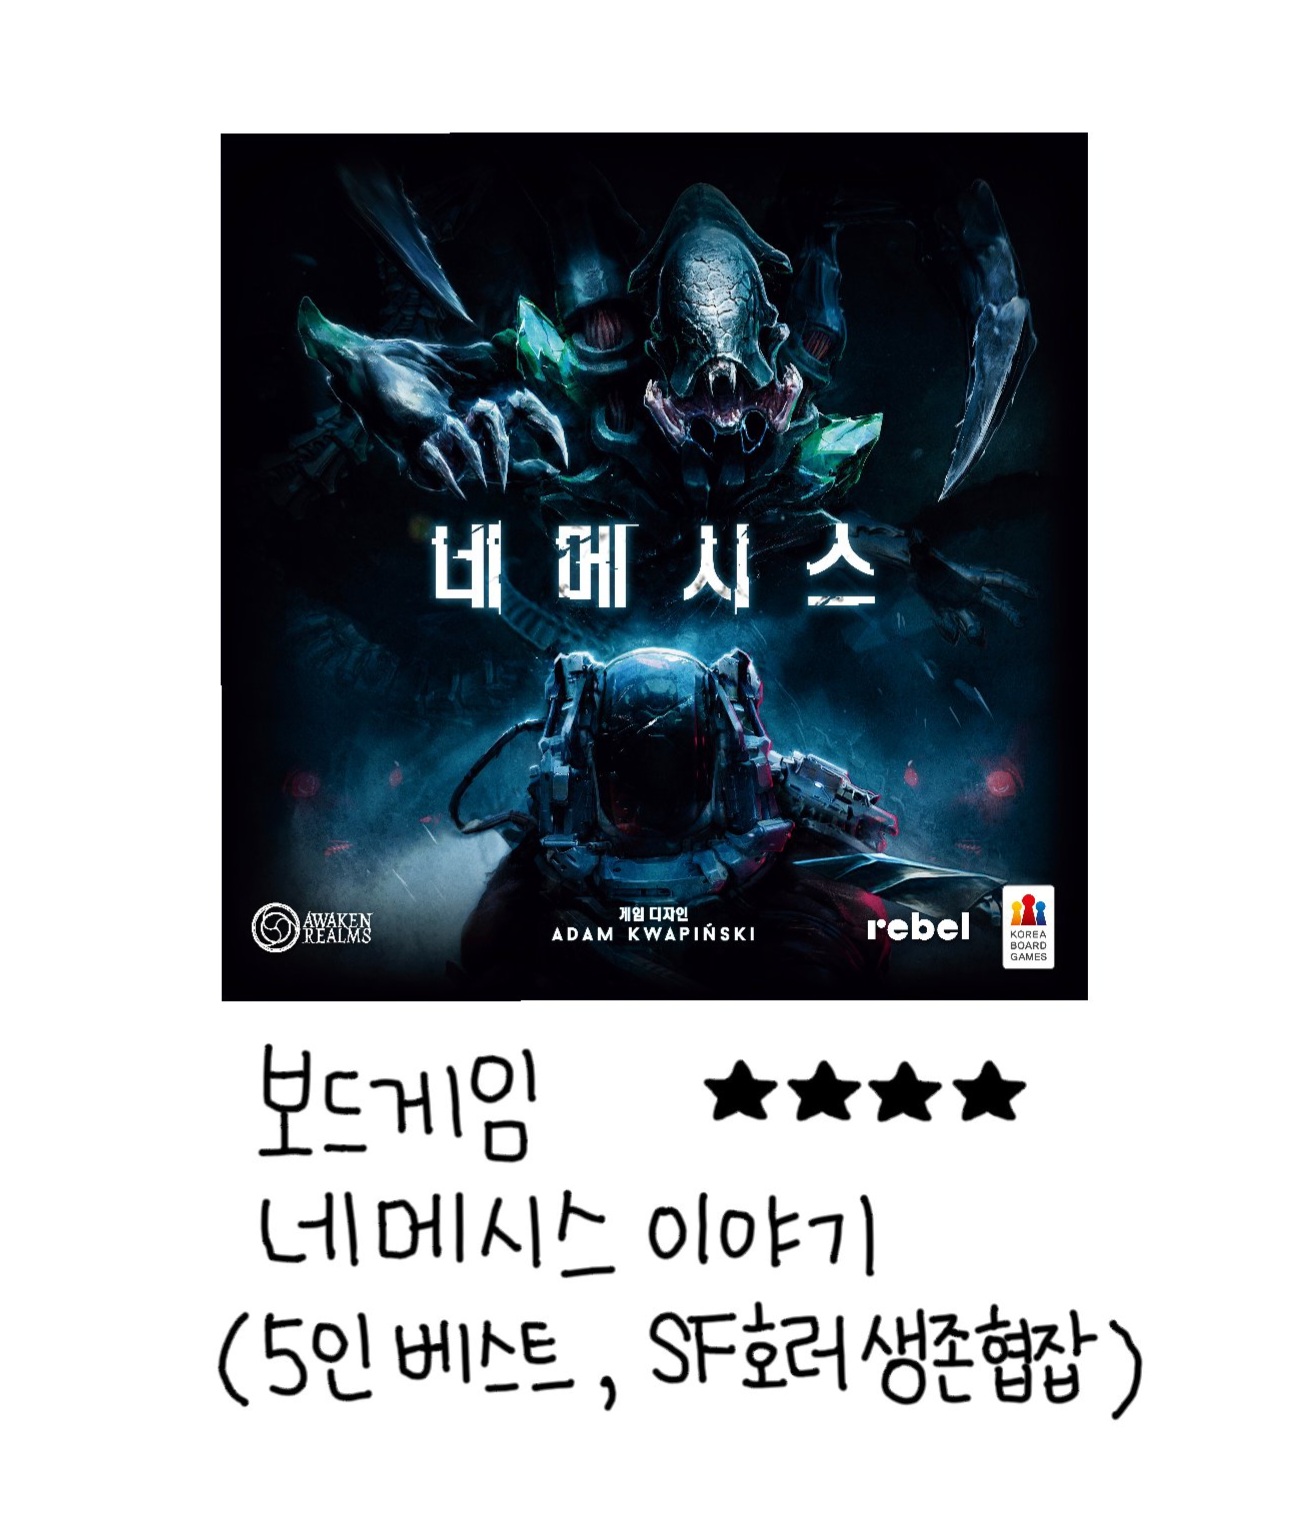 네메시스
AWAKEN
REALMS
게임 디자인
ADAM KWAPIŃSKI
rebel
KOREA
BOARD
GAMES
보드게임 ★★★★
네메시스 이야기
(5인 베스트, SF호러 생존협잡)